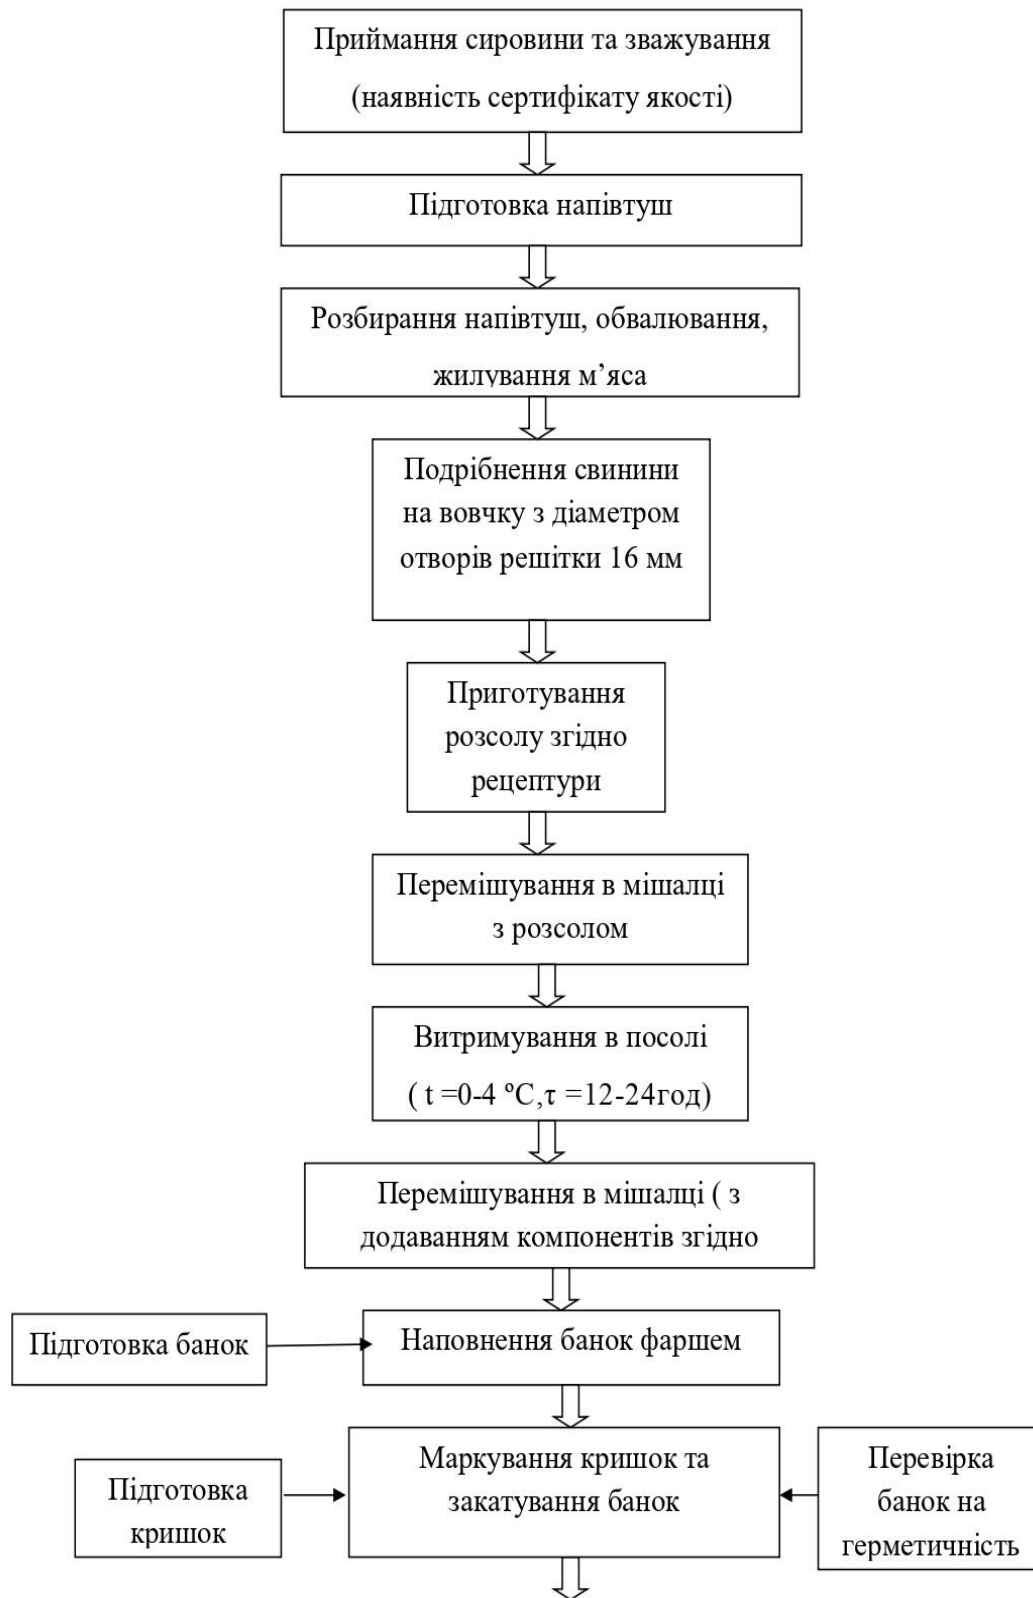 Приймання сировини та зважування
(наявність сертифікату якості)
Підготовка напівтуш
Розбирання напівтуш, обвалювання,
жилування м’яса
Подрібнення свинини
на вовчку з діаметром
отворів решітки 16 мм
Приготування
розсолу згідно
рецептури
Перемішування в мішалці
з розсолом
Витримування в посолі
( t =0-4 ºС,τ =12-24год)
Перемішування в мішалці ( з
додаванням компонентів згідно
Підготовка банок
Наповнення банок фаршем
Підготовка
кришок
Маркування кришок та
закатування банок
Перевірка
банок на
герметичність